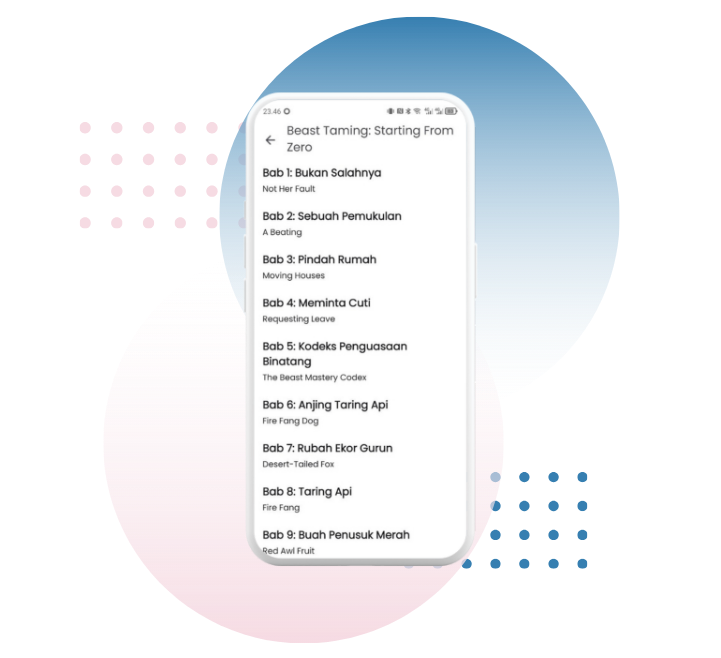 23.46
Beast Taming: Starting From
Zero
Bab 1: Bukan Salahnya
Not Her Fault
Bab 2: Sebuah Pemukulan
A Beating
Bab 3: Pindah Rumah
Moving Houses
Bab 4: Meminta Cuti
Requesting Leave
Bab 5: Kodeks Penguasaan
Binatang
The Beast Mastery Codex
Bab 6: Anjing Taring Api
Fire Fang Dog
Bab 7: Rubah Ekor Gurun
Desert-Tailed Fox
Bab 8: Taring Api
Fire Fang
Bab 9: Buah Penusuk Merah
Red Awl Fruit